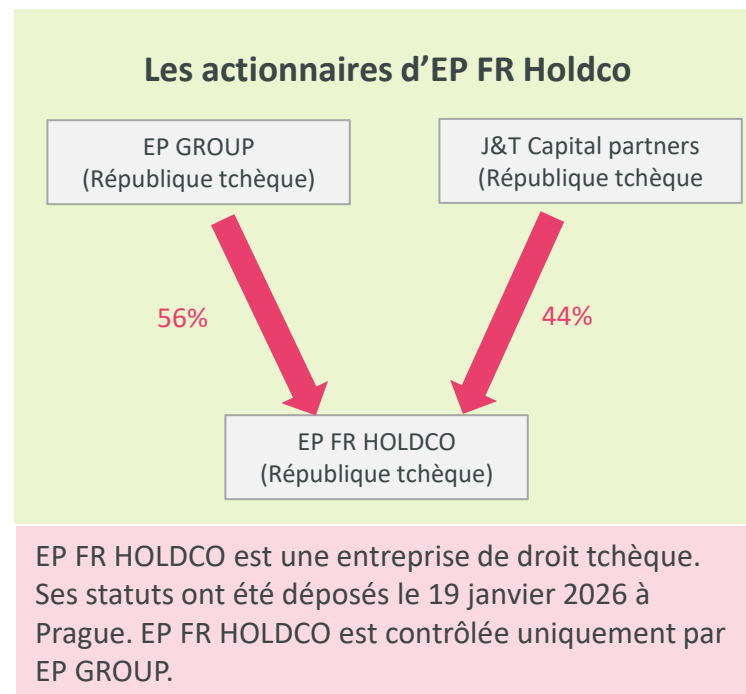 Les actionnaires d’EP FR Holdco
EP GROUP
(République tchèque)
J&T Capital partners
(République tchèque
56%
44%
EP FR HOLDCO
(République tchèque)
EP FR HOLDCO est une entreprise de droit tchèque.
Ses statuts ont été déposés le 19 janvier 2026 à
Prague. EP FR HOLDCO est contrôlée uniquement par
EP GROUP.